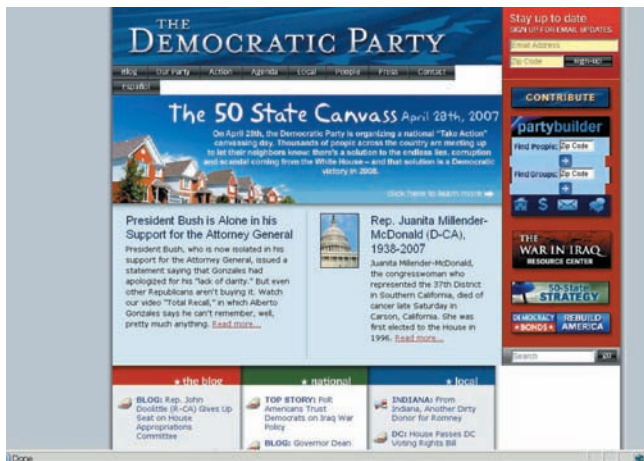 THE
DEMOCRATIC PARTY
Blog Our Party Action Agenda Local People Press Contact
Español
Stay up to date
SIGN UP FOR EMAIL UPDATES
Email Address
Zip Code sign-up
The 50 State Canvass April 28th, 2007
On April 28th, the Democratic Party is organizing a national "Take Action"
canvassing day. Thousands of people across the country are meeting up
to let their neighbors know: there's a solution to the endless lies, corruption
and scandal coming from the White House – and that solution is a Democratic
victory in 2008.
click here to learn more
CONTRIBUTE
partybuilder
Find People: Zip Code
Find Groups: Zip Code
President Bush is Alone in his
Support for the Attorney General
President Bush, who is now isolated in his
support for the Attorney General, issued a
statement saying that Gonzales had
apologized for his "lack of clarity." But even
other Republicans aren't buying it. Watch
our video "Total Recall," in which Alberto
Gonzales says he can't remember, well,
pretty much anything. Read more...
Rep. Juanita Millender-
McDonald (D-CA),
1938-2007
Juanita Millender-McDonald,
the congresswoman who
represented the 37th District
in Southern California, died of
cancer late Saturday in
Carson, California. She was
first elected to the House in
1996. Read more...
THE
WAR IN IRAQ
RESOURCE CENTER
50-State
STRATEGY
DEMOCRACY
BONDS
REBUILD
AMERICA
Search GO
the blog
BLOG: Rep. John
Doolittle (R-CA) Gives Up
Seat on House
Appropriations
Committee
national
TOP STORY: Poll:
Americans Trust
Democrats on Iraq War
Policy
BLOG: Governor Dean
local
INDIANA: From
Indiana, Another Dirty
Donor for Romney
DC: House Passes DC
Voting Rights Bill
Done